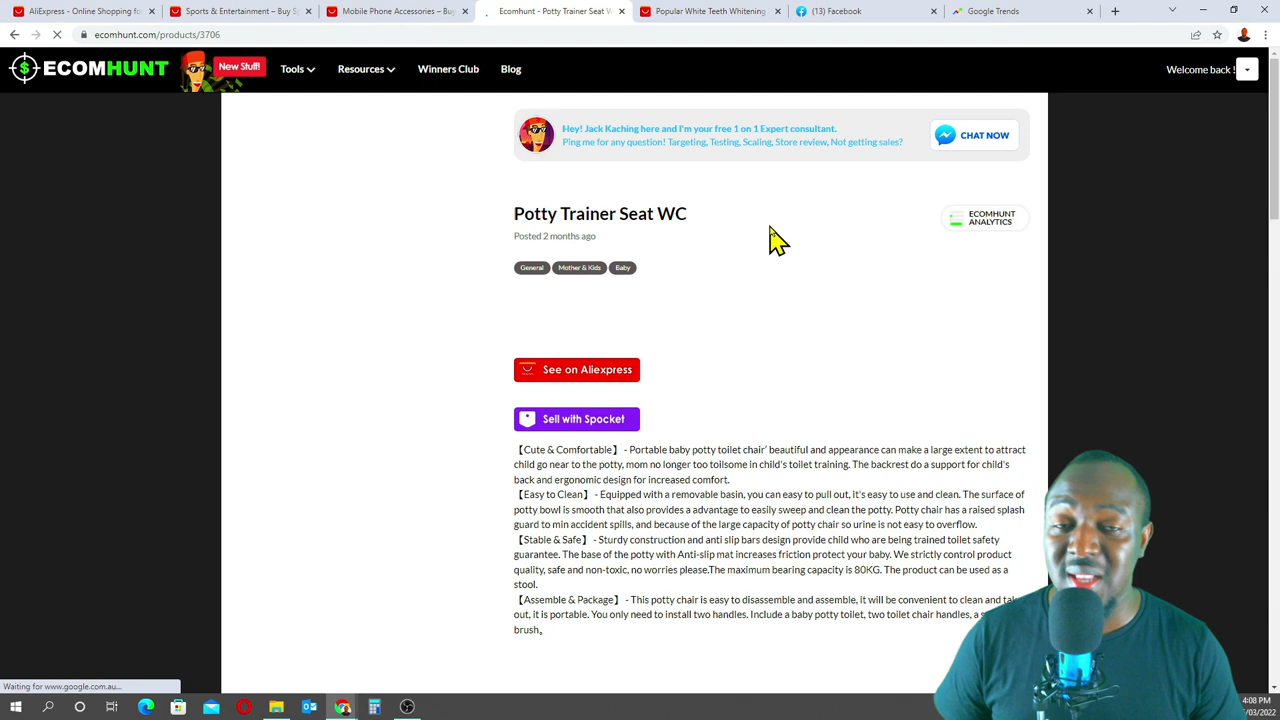 AliExpress - Online Shopping for
Sports & Entertainment – Buy S
Mobile Phone Accessories – Buy
Ecomhunt - Potty Trainer Seat W
Popular White Teeth Whitening
(13) Facebook
Google Trends
ecomhunt.com/products/3706
ECOMHUNT
New Stuff!
Tools
Resources
Winners Club
Blog
Welcome back !
Hey! Jack Kaching here and I'm your free 1 on 1 Expert consultant.
Ping me for any question! Targeting, Testing, Scaling, Store review, Not getting sales?
CHAT NOW
Potty Trainer Seat WC
ECOMHUNT
ANALYTICS
Posted 2 months ago
General
Mother & Kids
Baby
See on Aliexpress
Sell with Spocket
【Cute & Comfortable】 - Portable baby potty toilet chair' beautiful and appearance can make a large extent to attract
child go near to the potty, mom no longer too toilsome in child's toilet training. The backrest do a support for child's
back and ergonomic design for increased comfort.
【Easy to Clean】 - Equipped with a removable basin, you can easy to pull out, it's easy to use and clean. The surface of
potty bowl is smooth that also provides a advantage to easily sweep and clean the potty. Potty chair has a raised splash
guard to min accident spills, and because of the large capacity of potty chair so urine is not easy to overflow.
【Stable & Safe】 - Sturdy construction and anti slip bars design provide child who are being trained toilet safety
guarantee. The base of the potty with Anti-slip mat increases friction protect your baby. We strictly control product
quality, safe and non-toxic, no worries please.The maximum bearing capacity is 80KG. The product can be used as a
stool.
【Assemble & Package】 - This potty chair is easy to disassemble and assemble, it will be convenient to clean and
out, it is portable. You only need to install two handles. Include a baby potty toilet, two toilet chair handles, a
brush。
Waiting for www.google.com.au...
4:08 PM
/03/2022